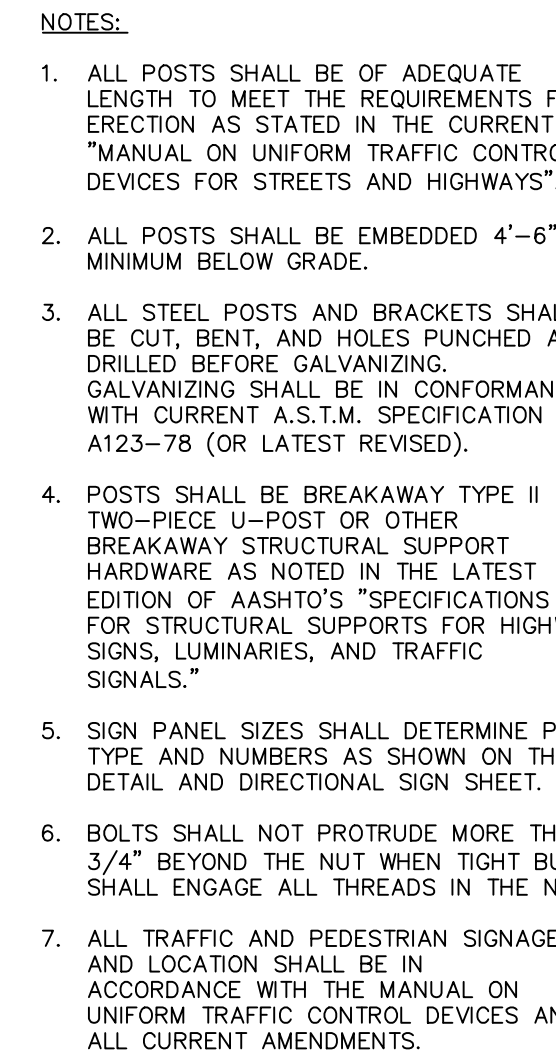 NOTES:
1. ALL POSTS SHALL BE OF ADEQUATE
LENGTH TO MEET THE REQUIREMENTS
ERECTION AS STATED IN THE CURRENT
"MANUAL ON UNIFORM TRAFFIC
DEVICES FOR STREETS AND HIGHWAYS".
2. ALL POSTS SHALL BE EMBEDDED 4'-6"
MINIMUM BELOW GRADE.
3. ALL STEEL POSTS AND BRACKETS
BE CUT, BENT, AND HOLES PUNCHED
DRILLED BEFORE GALVANIZING.
GALVANIZING SHALL BE IN
WITH CURRENT A.S.T.M. SPECIFICATION
A123-78 (OR LATEST REVISED).
4. POSTS SHALL BE BREAKAWAY TYPE II
TWO-PIECE U-POST OR OTHER
BREAKAWAY STRUCTURAL SUPPORT
HARDWARE AS NOTED IN THE LATEST
EDITION OF AASHTO'S "SPECIFICATIONS
FOR STRUCTURAL SUPPORTS FOR
SIGNS, LUMINARIES, AND TRAFFIC
SIGNALS."
5. SIGN PANEL SIZES SHALL DETERMINE
TYPE AND NUMBERS AS SHOWN ON
DETAIL AND DIRECTIONAL SIGN SHEET.
6. BOLTS SHALL NOT PROTRUDE MORE
3/4" BEYOND THE NUT WHEN TIGHT
SHALL ENGAGE ALL THREADS IN THE
7. ALL TRAFFIC AND PEDESTRIAN SIGNAGE
AND LOCATION SHALL BE IN
ACCORDANCE WITH THE MANUAL ON
UNIFORM TRAFFIC CONTROL DEVICES
ALL CURRENT AMENDMENTS.